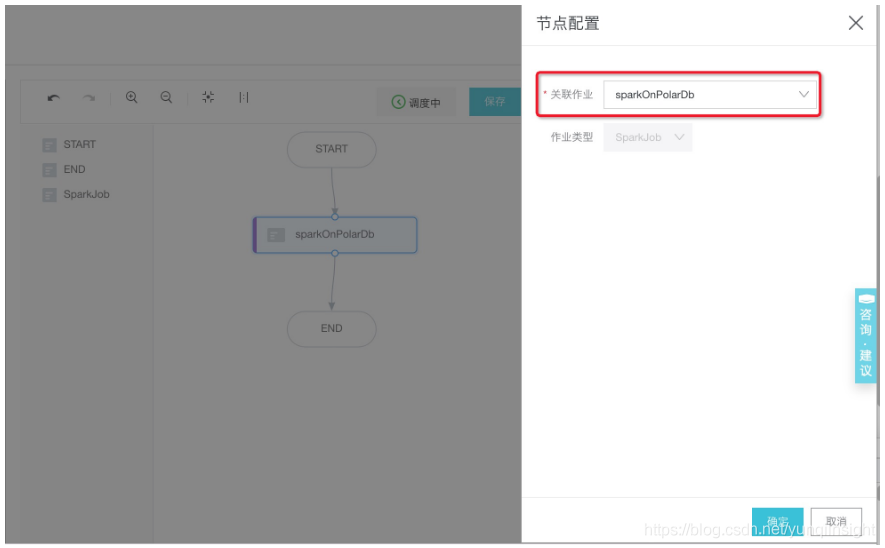 节点配置
* 关联作业 sparkOnPolarDb
作业类型 SparkJob
调度中 保存
START
END
SparkJob
START
sparkOnPolarDb
END
咨询·建议
确定 取消
https://blog.csdn.net/yunqiinsight